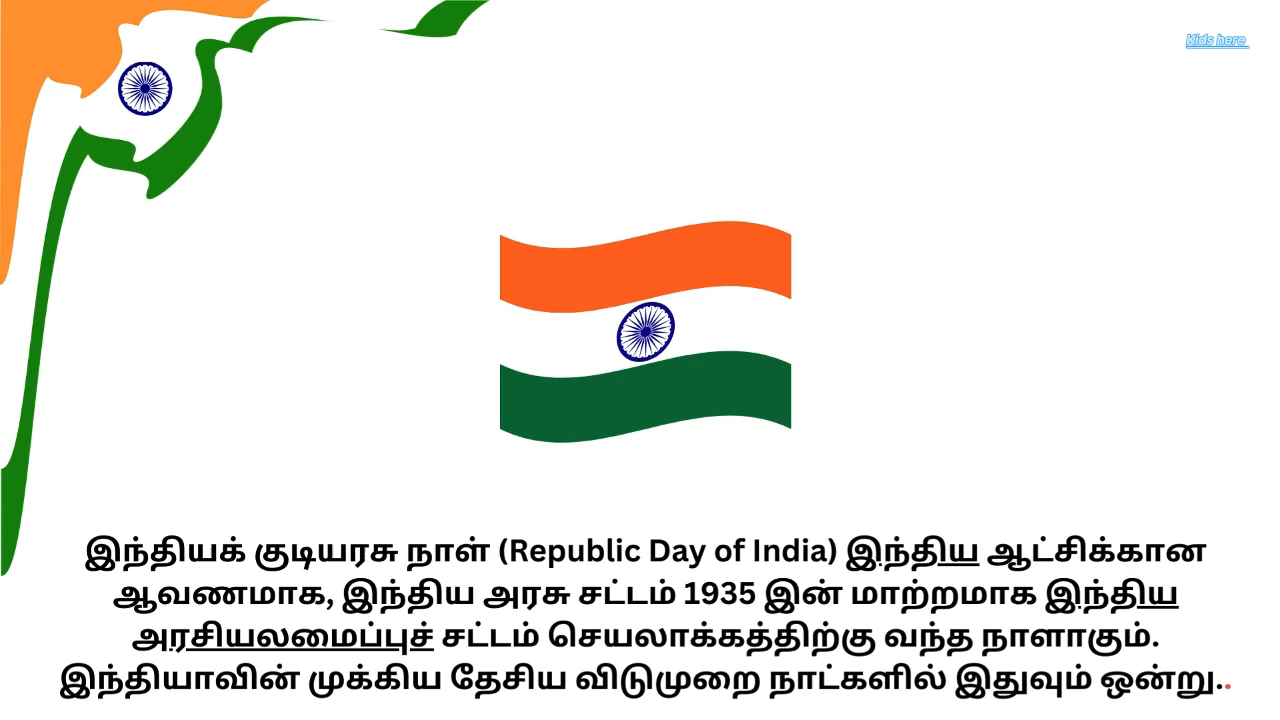 Kids here
இந்தியக் குடியரசு நாள் (Republic Day of India) இந்திய ஆட்சிக்கான
ஆவணமாக, இந்திய அரசு சட்டம் 1935 இன் மாற்றமாக இந்திய
அரசியலமைப்புச் சட்டம் செயலாக்கத்திற்கு வந்த நாளாகும்.
இந்தியாவின் முக்கிய தேசிய விடுமுறை நாட்களில் இதுவும் ஒன்று..